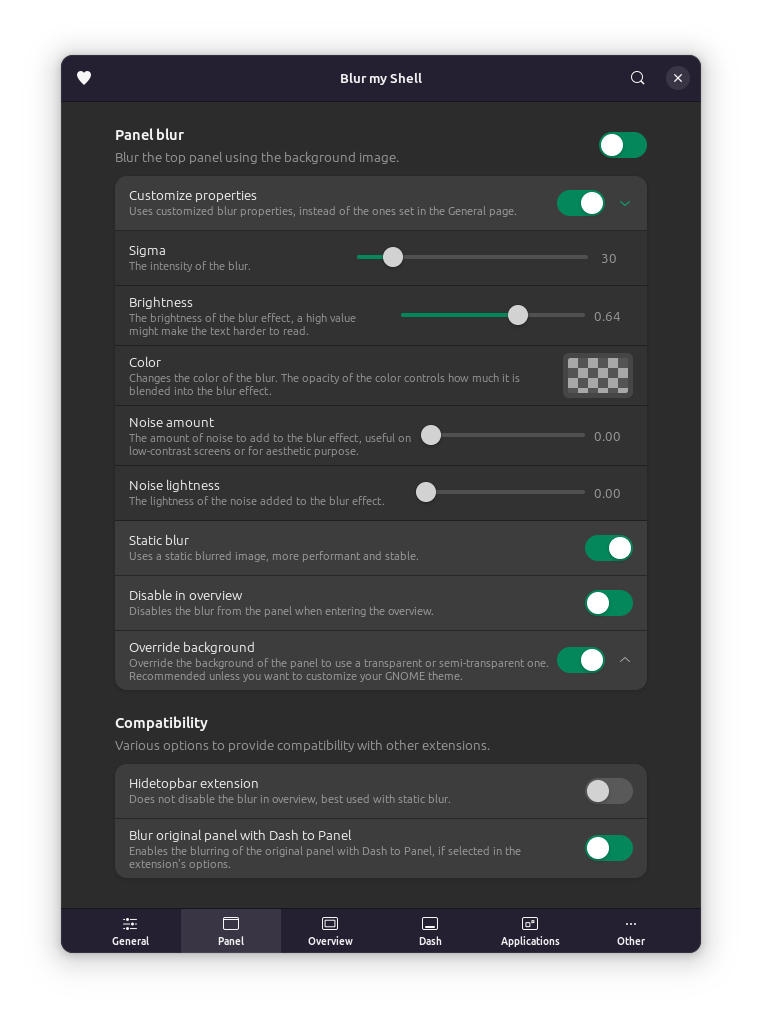 Blur my Shell
Panel blur
Blur the top panel using the background image.
Customize properties
Uses customized blur properties, instead of the ones set in the General page.
Sigma
The intensity of the blur.
30
Brightness
The brightness of the blur effect, a high value
might make the text harder to read.
0.64
Color
Changes the color of the blur. The opacity of the color controls how much it is
blended into the blur effect.
Noise amount
The amount of noise to add to the blur effect, useful on
low-contrast screens or for aesthetic purpose.
0.00
Noise lightness
The lightness of the noise added to the blur effect.
0.00
Static blur
Uses a static blurred image, more performant and stable.
Disable in overview
Disables the blur from the panel when entering the overview.
Override background
Override the background of the panel to use a transparent or semi-transparent one.
Recommended unless you want to customize your GNOME theme.
Compatibility
Various options to provide compatibility with other extensions.
Hidetopbar extension
Does not disable the blur in overview, best used with static blur.
Blur original panel with Dash to Panel
Enables the blurring of the original panel with Dash to Panel, if selected in the
extension's options.
General
Panel
Overview
Dash
Applications
Other